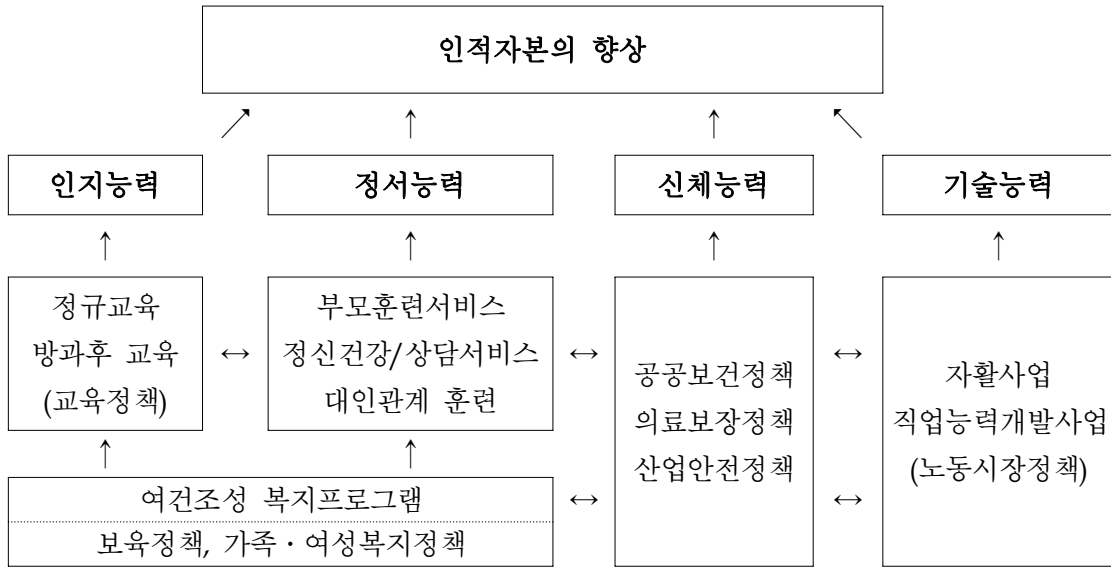 인적자본의 향상
인지능력
정서능력
신체능력
기술능력
정규교육
방과후 교육
(교육정책)
부모훈련서비스
정신건강/상담서비스
대인관계 훈련
공공보건정책
의료보장정책
산업안전정책
자활사업
직업능력개발사업
(노동시장정책)
여건조성 복지프로그램
보육정책, 가족·여성복지정책